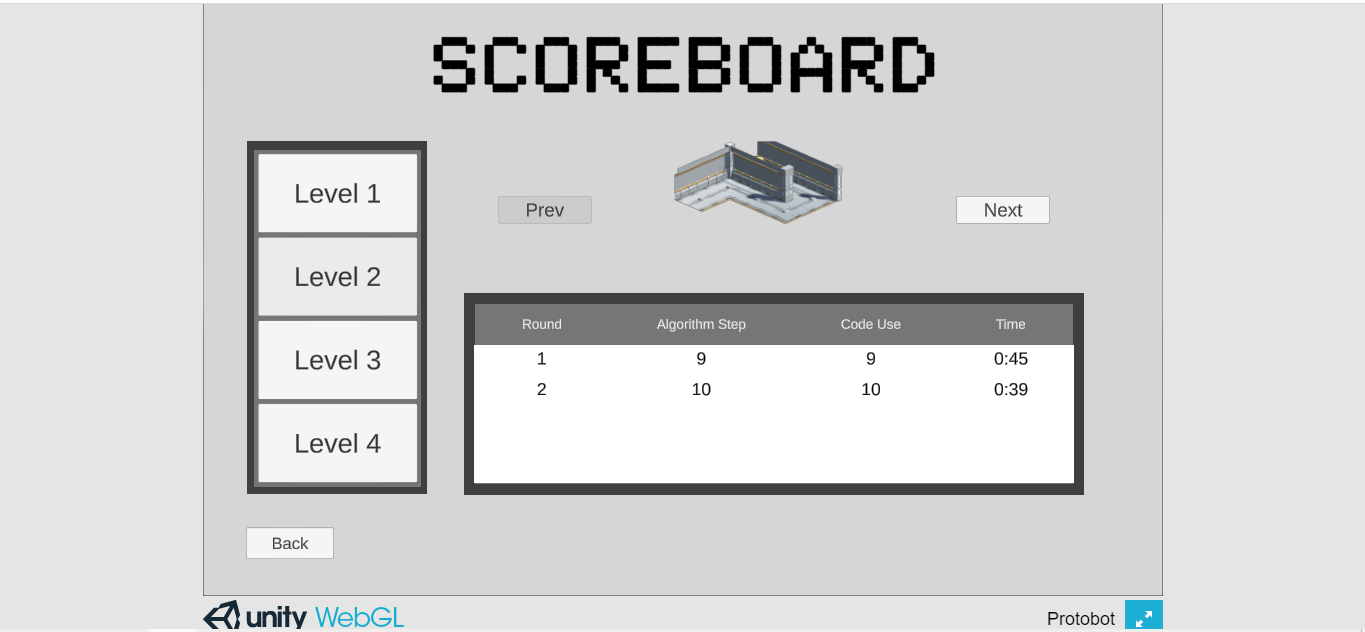 SCOREBOARD
Level 1
Level 2
Level 3
Level 4
Prev
Next
Round Algorithm Step Code Use Time
1 9 9 0:45
2 10 10 0:39
Back
unity WebGL
Protobot